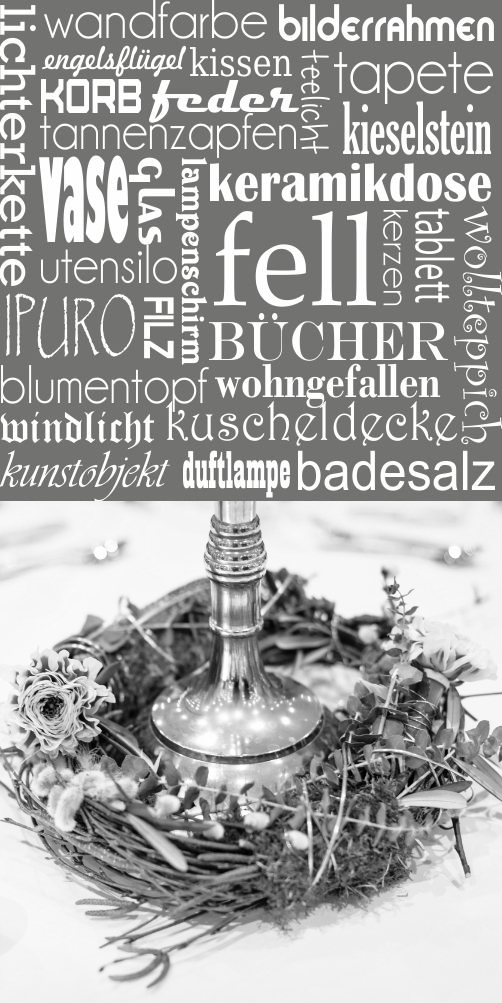 lichterkette
wandfarbe
bilderrahmen
engelsflügel
kissen
teelicht
tapete
KORB
feder
tannenzapfen
kieselstein
vase
glas
lampenschirm
keramikdose
fell
kerzen
tablett
wollteppich
utensilo
IPURO
FILZ
BÜCHER
blumentopf
wohngefallen
windlicht
kuscheldecke
kunstobjekt
duftlampe
badesalz